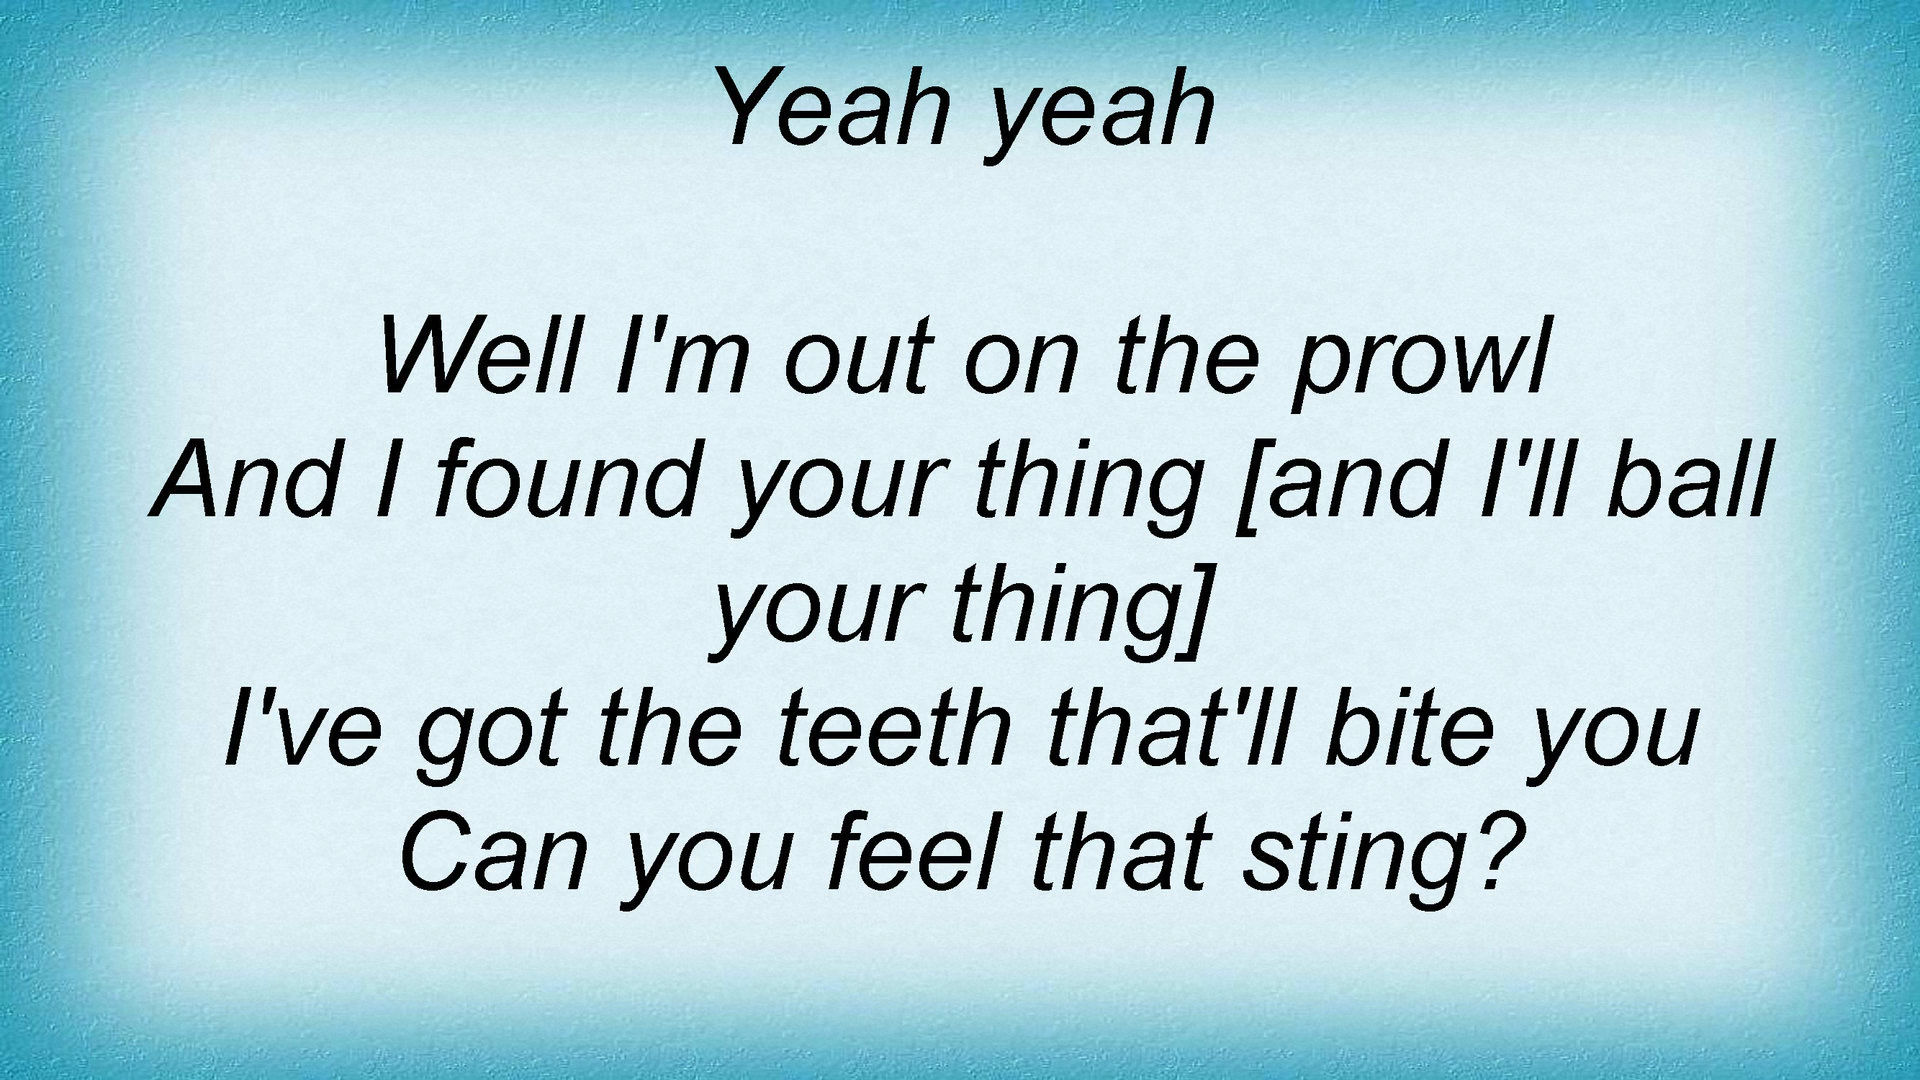 Yeah yeah
Well I'm out on the prowl
And I found your thing [and I'll ball
your thing]
I've got the teeth that'll bite you
Can you feel that sting?